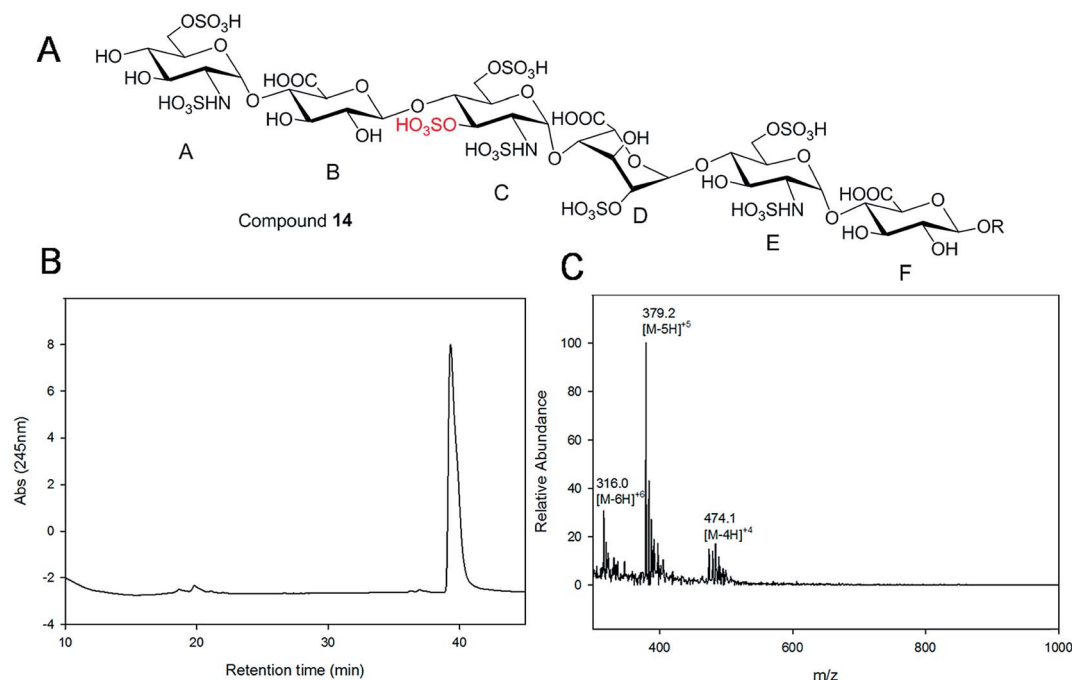 A
OSO₃H
HO
O
HO
HO₃SHN
O
A
HOOC
O
HO
OH
B
O
OSO₃H
O
HO₃SO
HO₃SHN
C
O
HOOC
OH
O
HO₃SO
D
O
OSO₃H
O
HO
HO₃SHN
E
O
HOOC
O
HO
OH
OR
F
Compound 14
B
8
6
4
2
0
-2
-4
10
20
30
40
Abs (245nm)
Retention time (min)
C
379.2
[M-5H]⁺⁵
316.0
[M-6H]⁺⁶
474.1
[M-4H]⁺⁴
100
80
60
40
20
0
400
600
800
1000
Relative Abundance
m/z